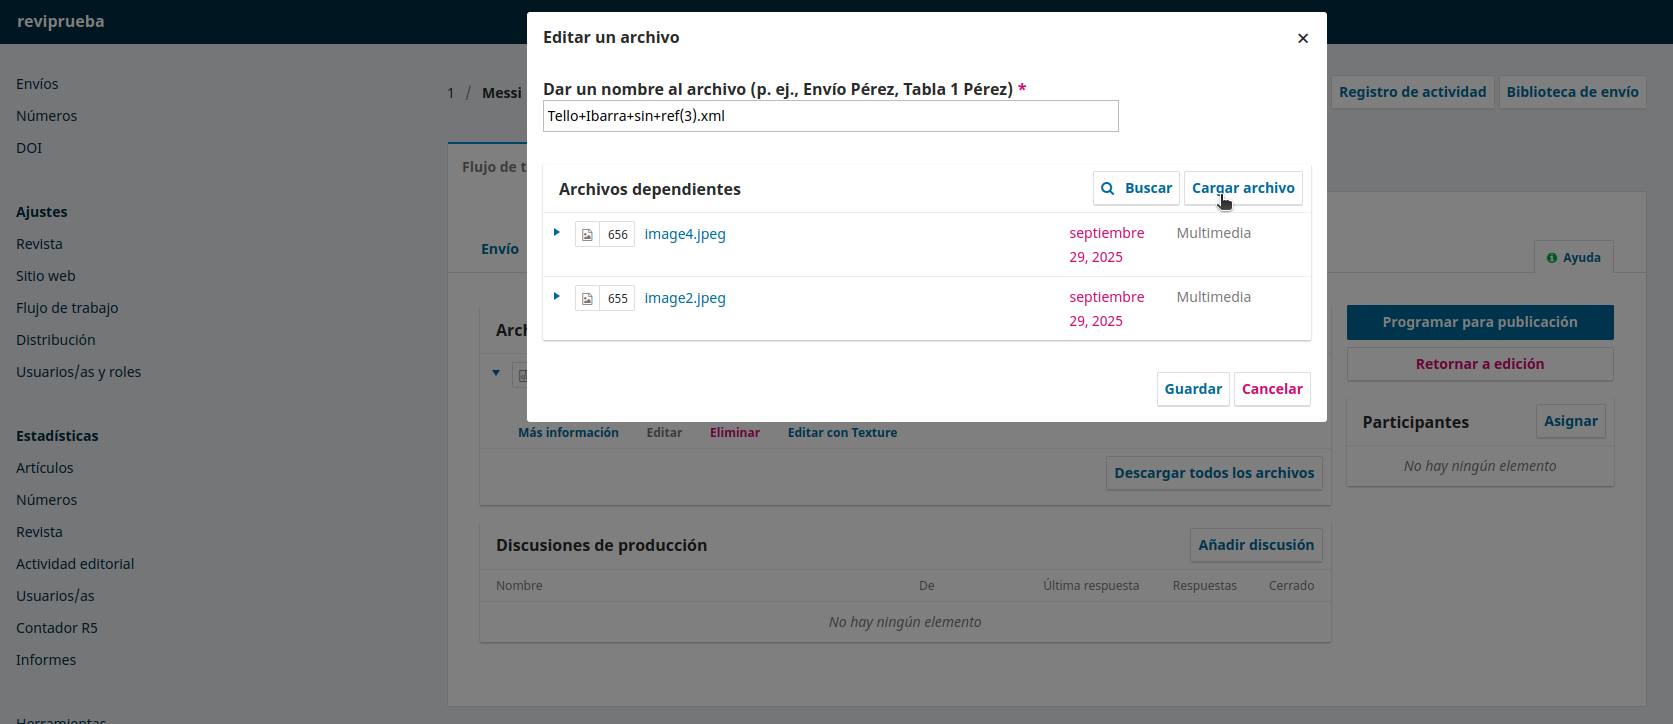 reviprueba
Envíos
Números
DOI
Ajustes
Revista
Sitio web
Flujo de trabajo
Distribución
Usuarios/as y roles
Estadísticas
Artículos
Números
Revista
Actividad editorial
Usuarios/as
Contador R5
Informes
Herramientas
1 / Messi
Registro de actividad
Biblioteca de envío
Flujo de t
Envío
Ayuda
Editar un archivo
Dar un nombre al archivo (p. ej., Envío Pérez, Tabla 1 Pérez) *
Tello+Ibarra+sin+ref(3).xml
Archivos dependientes
Buscar
Cargar archivo
656 image4.jpeg septiembre 29, 2025 Multimedia
655 image2.jpeg septiembre 29, 2025 Multimedia
Guardar
Cancelar
Arch
Más información Editar Eliminar Editar con Texture
Descargar todos los archivos
Discusiones de producción
Añadir discusión
Nombre De Última respuesta Respuestas Cerrado
No hay ningún elemento
Programar para publicación
Retornar a edición
Participantes
Asignar
No hay ningún elemento